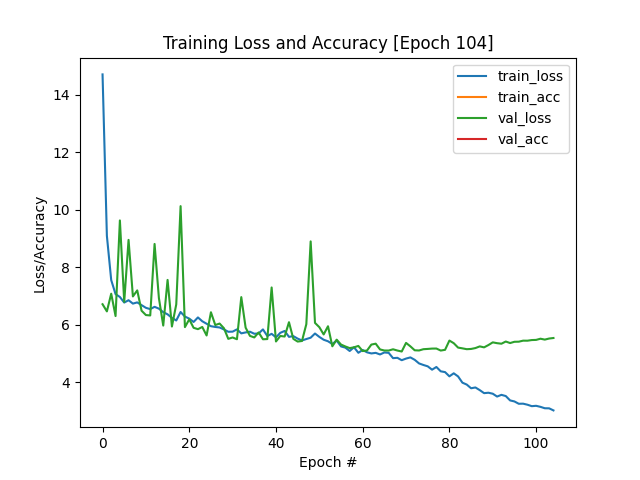 Training Loss and Accuracy [Epoch 104]
train_loss
train_acc
val_loss
val_acc
14
12
10
8
6
4
Loss/Accuracy
0 20 40 60 80 100
Epoch #